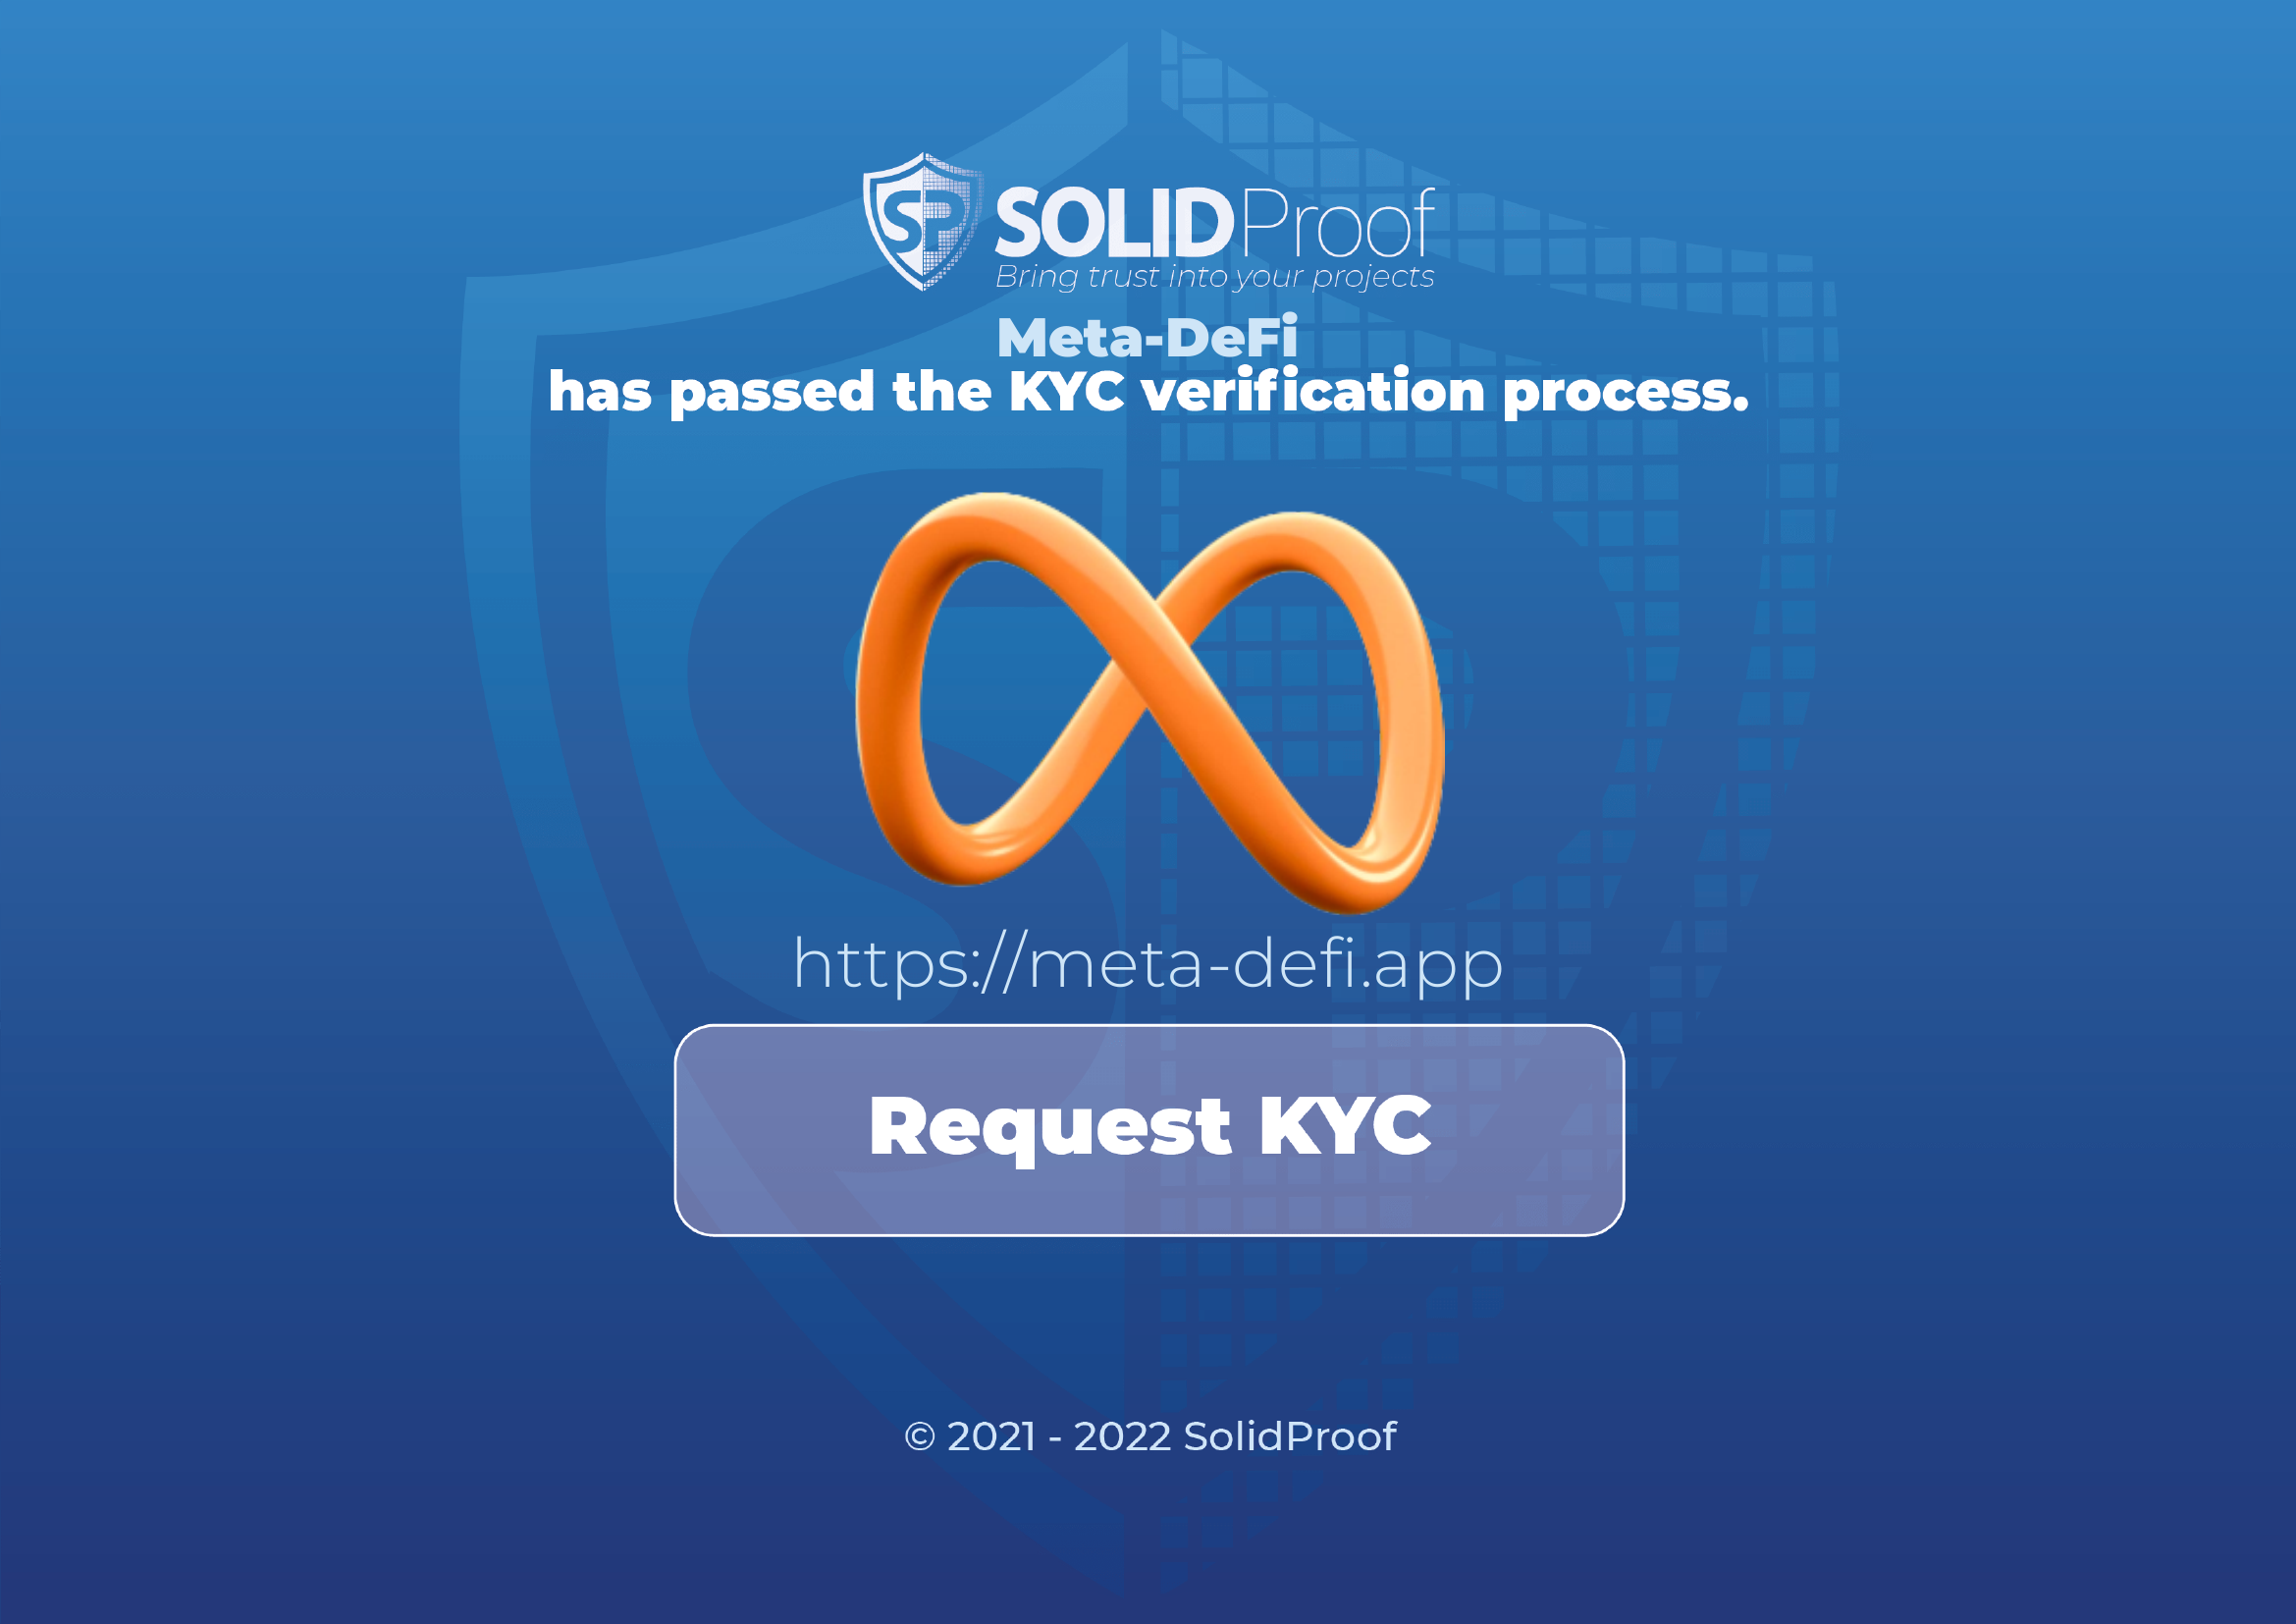 SP
SOLIDProof
Bring trust into your projects
Meta-DeFi
has passed the KYC verification process.
https://meta-defi.app
Request KYC
© 2021 - 2022 SolidProof